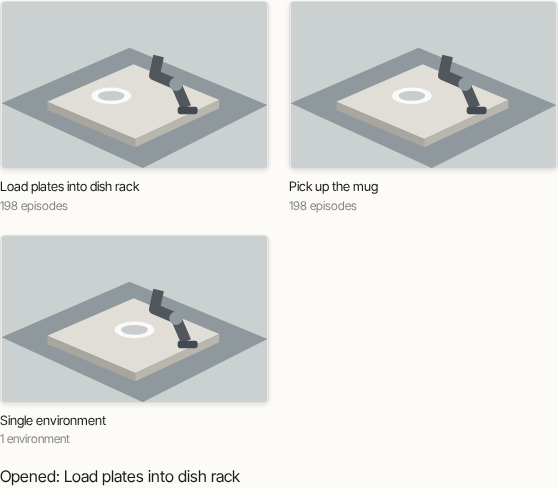 Load plates into dish rack
198 episodes
Pick up the mug
198 episodes
Single environment
1 environment
Opened: Load plates into dish rack